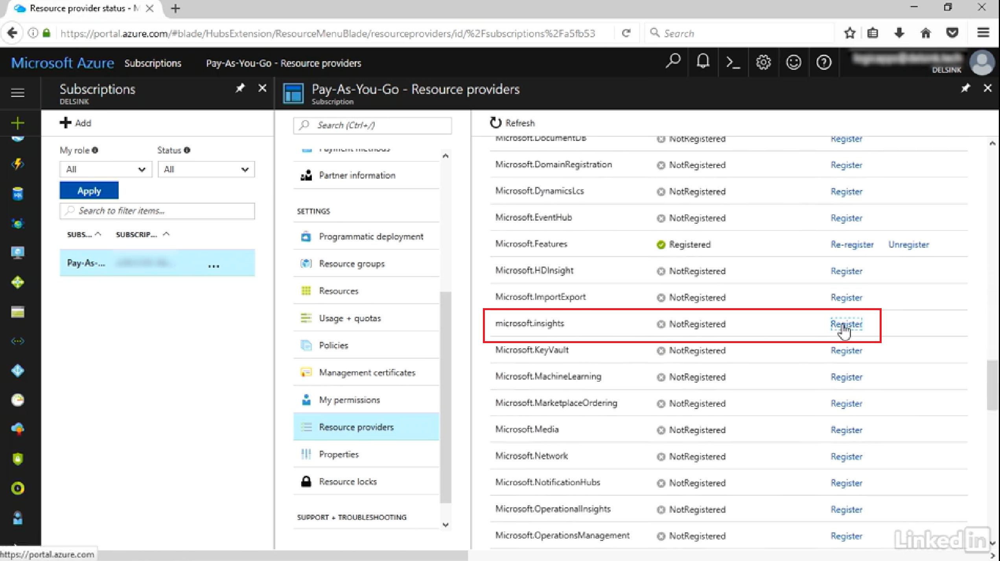 Resource provider status - M
https://portal.azure.com/#blade/HubsExtension/ResourceMenuBlade/resourceproviders/id/%2Fsubscriptions%2Fa5fb53
Search
Microsoft Azure Subscriptions Pay-As-You-Go - Resource providers
DELSINK
Subscriptions
DELSINK
Add
My role Status
All All
Apply
Search to filter items...
SUBS... SUBSCRIP...
Pay-As-... ...
Pay-As-You-Go - Resource providers
Subscription
Search (Ctrl+/)
Payment methods
Partner information
SETTINGS
Programmatic deployment
Resource groups
Resources
Usage + quotas
Policies
Management certificates
My permissions
Resource providers
Properties
Resource locks
SUPPORT + TROUBLESHOOTING
Refresh
Microsoft.DocumentDB NotRegistered Register
Microsoft.DomainRegistration NotRegistered Register
Microsoft.DynamicsLcs NotRegistered Register
Microsoft.EventHub NotRegistered Register
Microsoft.Features Registered Re-register Unregister
Microsoft.HDInsight NotRegistered Register
Microsoft.ImportExport NotRegistered Register
microsoft.insights NotRegistered Register
Microsoft.KeyVault NotRegistered Register
Microsoft.MachineLearning NotRegistered Register
Microsoft.MarketplaceOrdering NotRegistered Register
Microsoft.Media NotRegistered Register
Microsoft.Network NotRegistered Register
Microsoft.NotificationHubs NotRegistered Register
Microsoft.OperationalInsights NotRegistered Register
Microsoft.OperationsManagement NotRegistered Register
Linked in
https://portal.azure.com